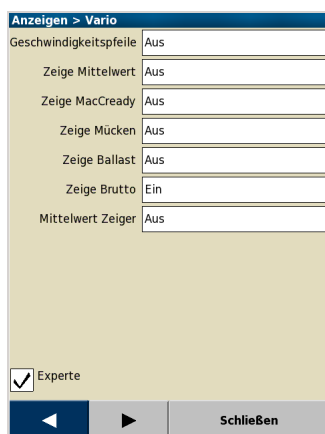 Anzeigen > Vario
Geschwindigkeitspfeile Aus
Zeige Mittelwert Aus
Zeige MacCready Aus
Zeige Mücken Aus
Zeige Ballast Aus
Zeige Brutto Ein
Mittelwert Zeiger Aus
Experte
Schließen